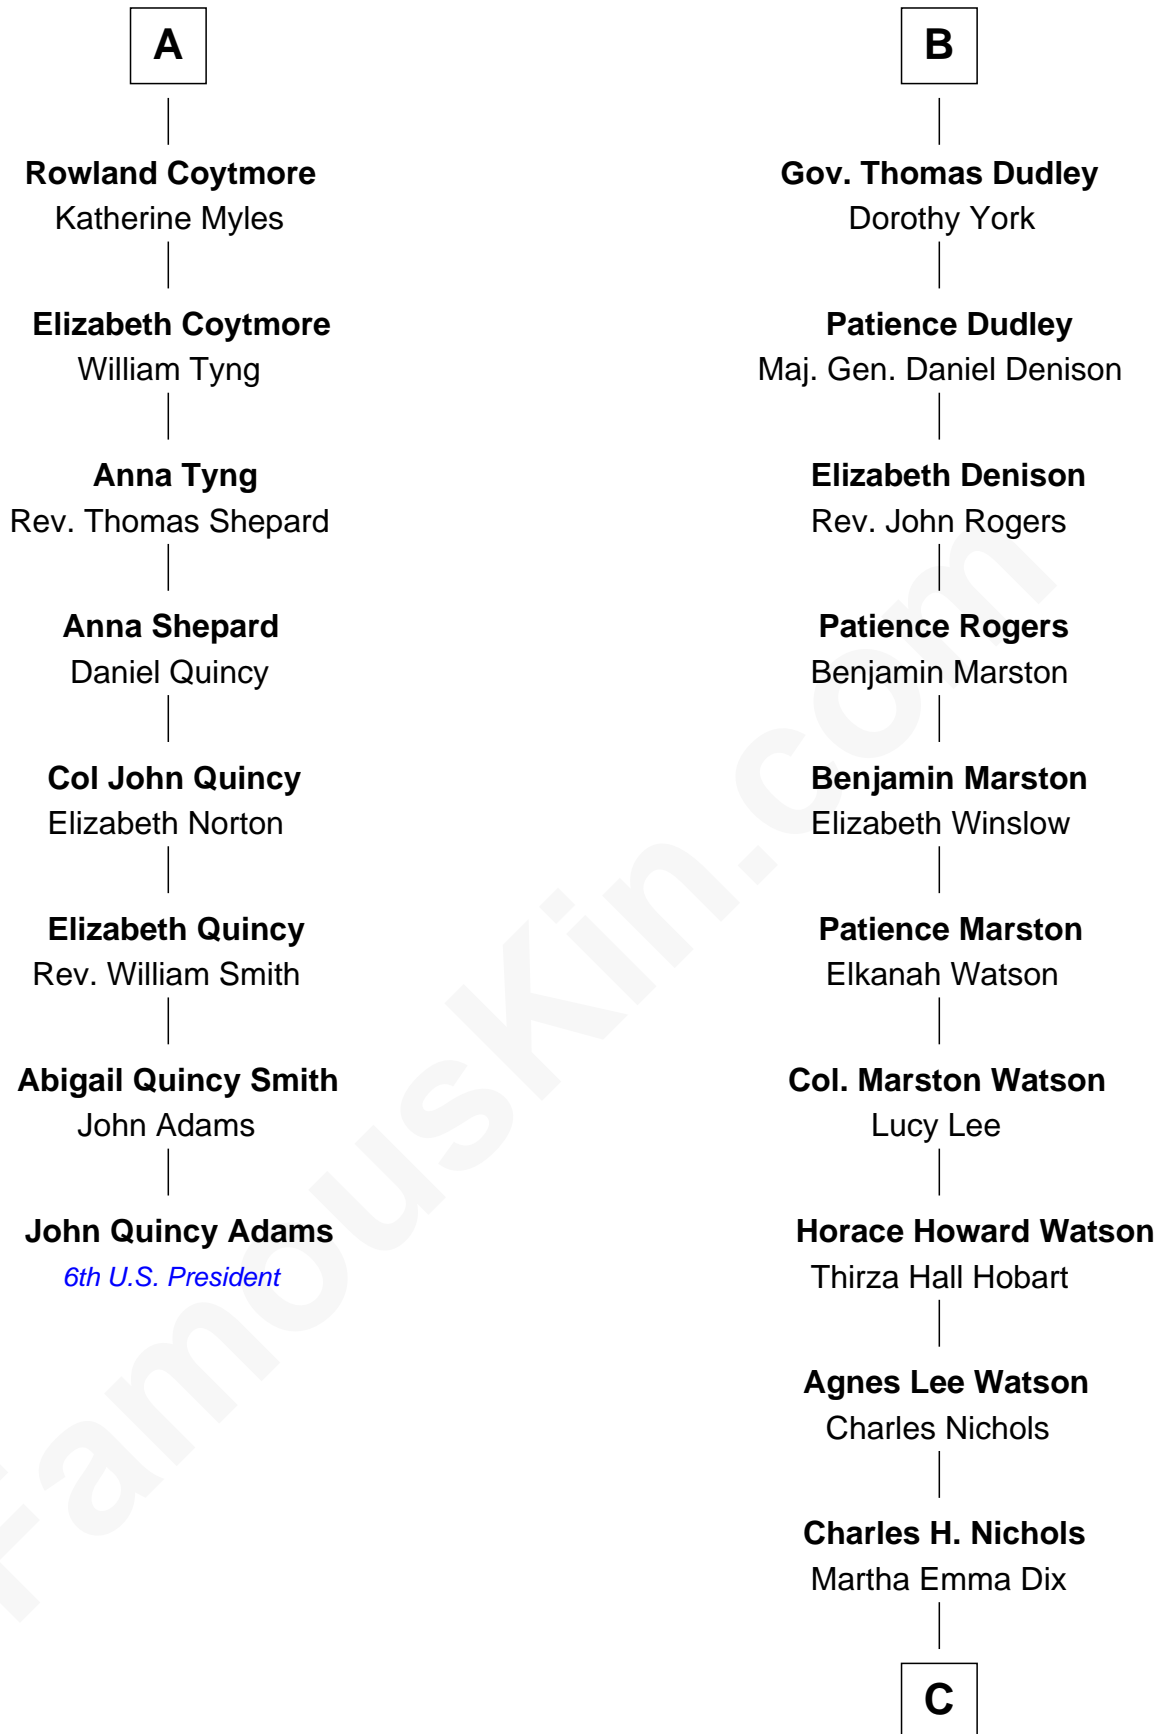 A
Rowland Coytmore
Katherine Myles
Elizabeth Coytmore
William Tyng
Anna Tyng
Rev. Thomas Shepard
Anna Shepard
Daniel Quincy
Col John Quincy
Elizabeth Norton
Elizabeth Quincy
Rev. William Smith
Abigail Quincy Smith
John Adams
John Quincy Adams
6th U.S. President
B
Gov. Thomas Dudley
Dorothy York
Patience Dudley
Maj. Gen. Daniel Denison
Elizabeth Denison
Rev. John Rogers
Patience Rogers
Benjamin Marston
Benjamin Marston
Elizabeth Winslow
Patience Marston
Elkanah Watson
Col. Marston Watson
Lucy Lee
Horace Howard Watson
Thirza Hall Hobart
Agnes Lee Watson
Charles Nichols
Charles H. Nichols
Martha Emma Dix
C
FamousKin.com